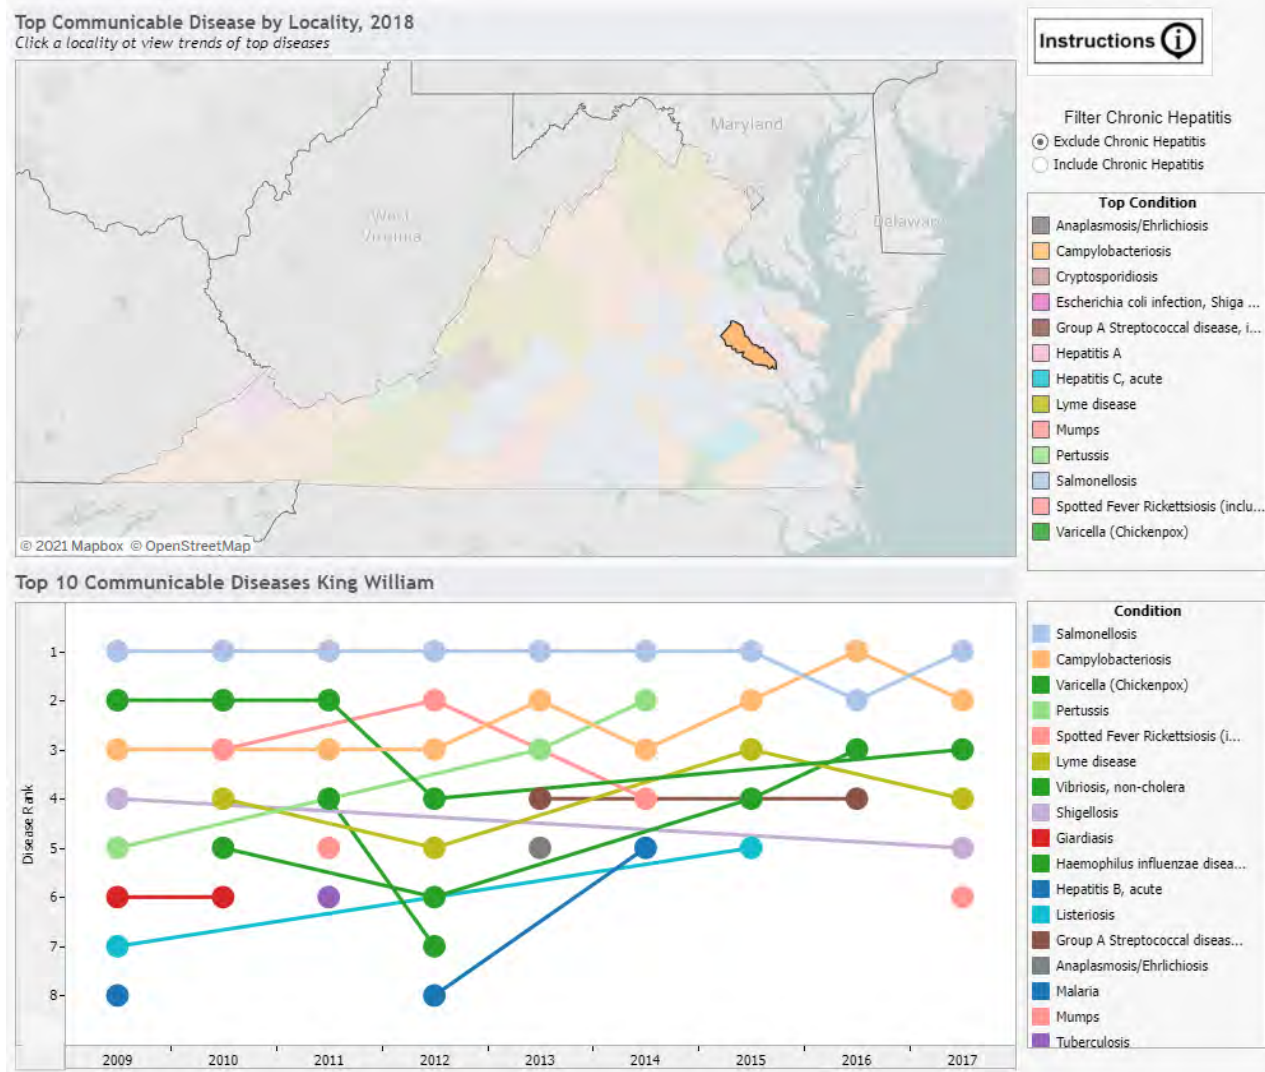 Top Communicable Disease by Locality, 2018
Click a locality ot view trends of top diseases
Instructions
Filter Chronic Hepatitis
Exclude Chronic Hepatitis
Include Chronic Hepatitis
Maryland
West
Virginia
Delawar
© 2021 Mapbox © OpenStreetMap
Top Condition
Anaplasmosis/Ehrlichiosis
Campylobacteriosis
Cryptosporidiosis
Escherichia coli infection, Shiga ...
Group A Streptococcal disease, i...
Hepatitis A
Hepatitis C, acute
Lyme disease
Mumps
Pertussis
Salmonellosis
Spotted Fever Rickettsiosis (inclu...
Varicella (Chickenpox)
Top 10 Communicable Diseases King William
Disease Rank
1
2
3
4
5
6
7
8
2009 2010 2011 2012 2013 2014 2015 2016 2017
Condition
Salmonellosis
Campylobacteriosis
Varicella (Chickenpox)
Pertussis
Spotted Fever Rickettsiosis (i...
Lyme disease
Vibriosis, non-cholera
Shigellosis
Giardiasis
Haemophilus influenzae disea...
Hepatitis B, acute
Listeriosis
Group A Streptococcal diseas...
Anaplasmosis/Ehrlichiosis
Malaria
Mumps
Tuberculosis